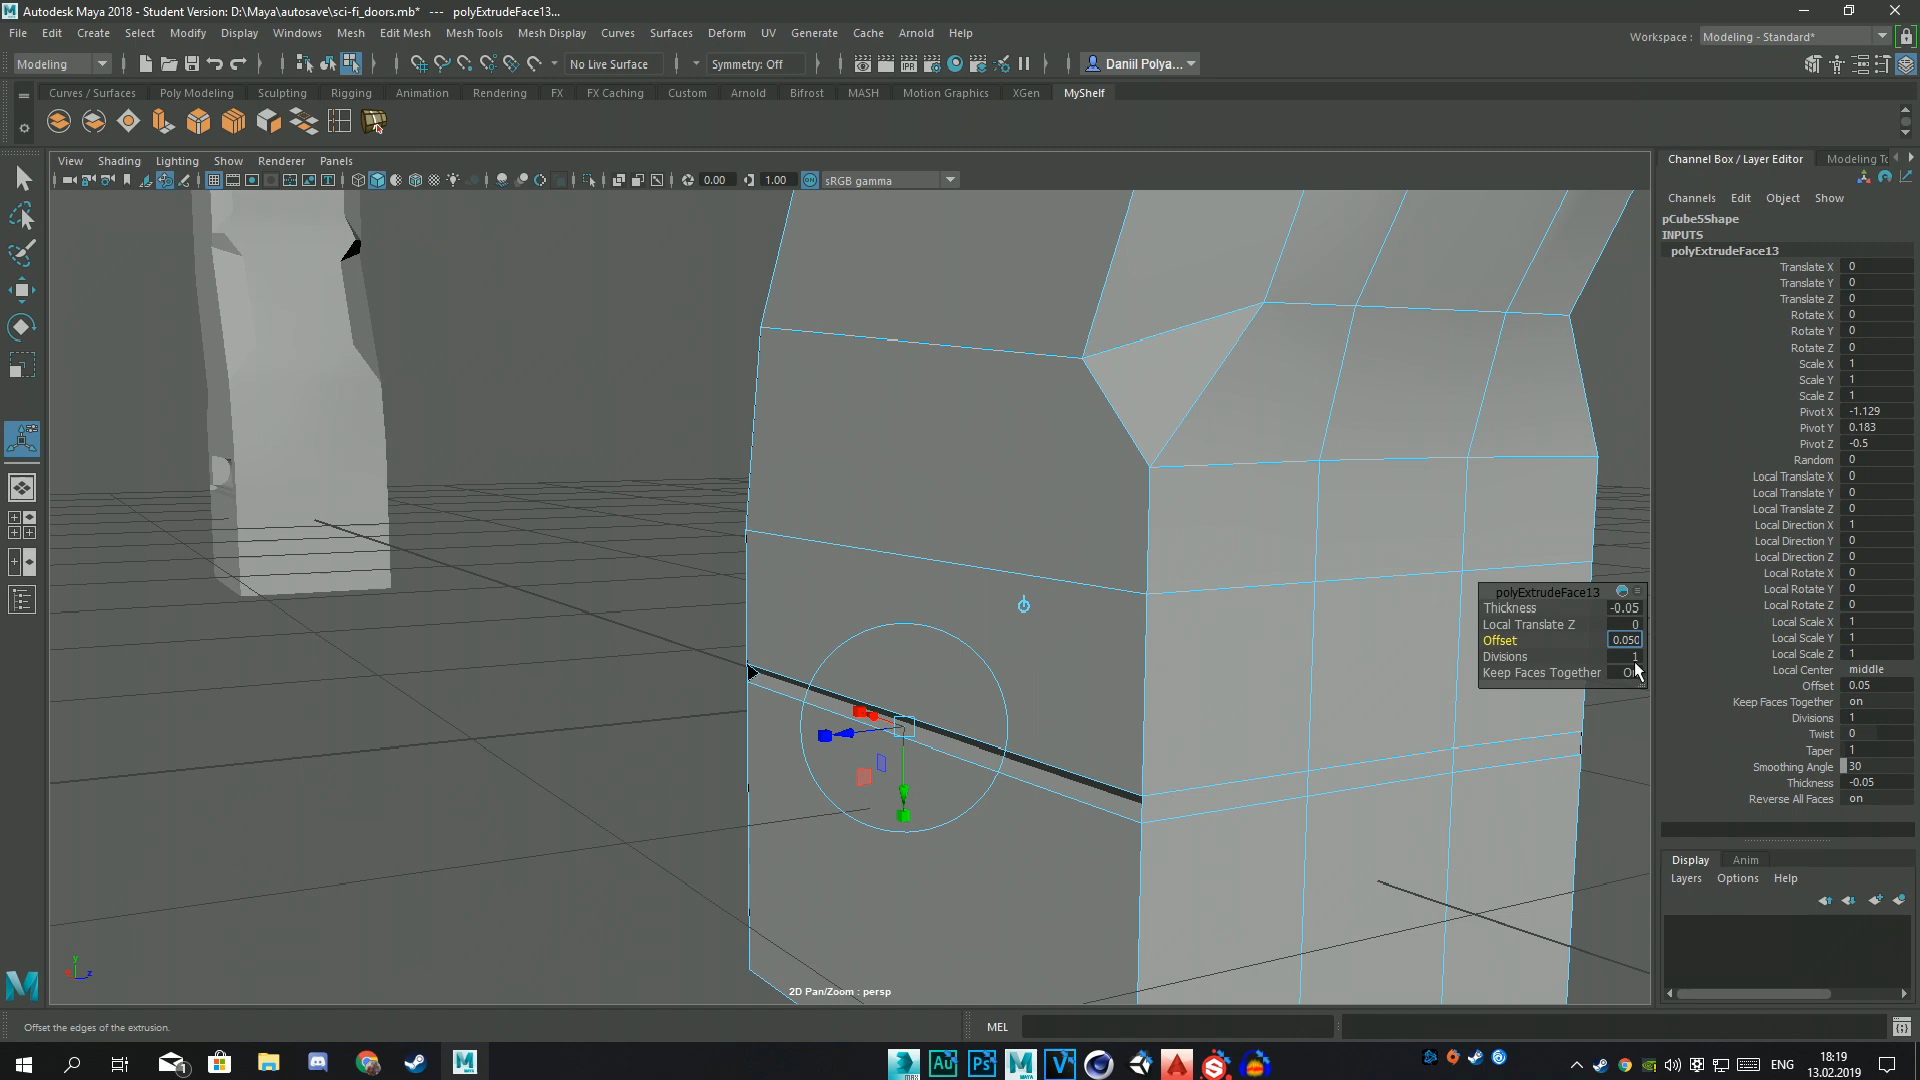 Autodesk Maya 2018 - Student Version: D:\Maya\autosave\sci-fi_doors.mb* --- polyExtrudeFace13...
File Edit Create Select Modify Display Windows Mesh Edit Mesh Mesh Tools Mesh Display Curves Surfaces Deform UV Generate Cache Arnold Help
Workspace : Modeling - Standard*
Modeling No Live Surface Symmetry: Off Daniil Polya...
Curves / Surfaces Poly Modeling Sculpting Rigging Animation Rendering FX FX Caching Custom Arnold Bifrost MASH Motion Graphics XGen MyShelf
View Shading Lighting Show Renderer Panels
0.00 1.00 sRGB gamma
Channel Box / Layer Editor Modeling To
Channels Edit Object Show
pCube5Shape
INPUTS
polyExtrudeFace13
Translate X 0
Translate Y 0
Translate Z 0
Rotate X 0
Rotate Y 0
Rotate Z 0
Scale X 1
Scale Y 1
Scale Z 1
Pivot X -1.129
Pivot Y 0.183
Pivot Z -0.5
Random 0
Local Translate X 0
Local Translate Y 0
Local Translate Z 0
Local Direction X 1
Local Direction Y 0
Local Direction Z 0
Local Rotate X 0
Local Rotate Y 0
Local Rotate Z 0
Local Scale X 1
Local Scale Y 1
Local Scale Z 1
Local Center middle
Offset 0.05
Keep Faces Together on
Divisions 1
Twist 0
Taper 1
Smoothing Angle 30
Thickness -0.05
Reverse All Faces on
polyExtrudeFace13
Thickness -0.05
Local Translate Z 0
Offset 0.050
Divisions 1
Keep Faces Together
Display Anim
Layers Options Help
y
x z
2D Pan/Zoom : persp
Offset the edges of the extrusion.
MEL
ENG
18:19
13.02.2019